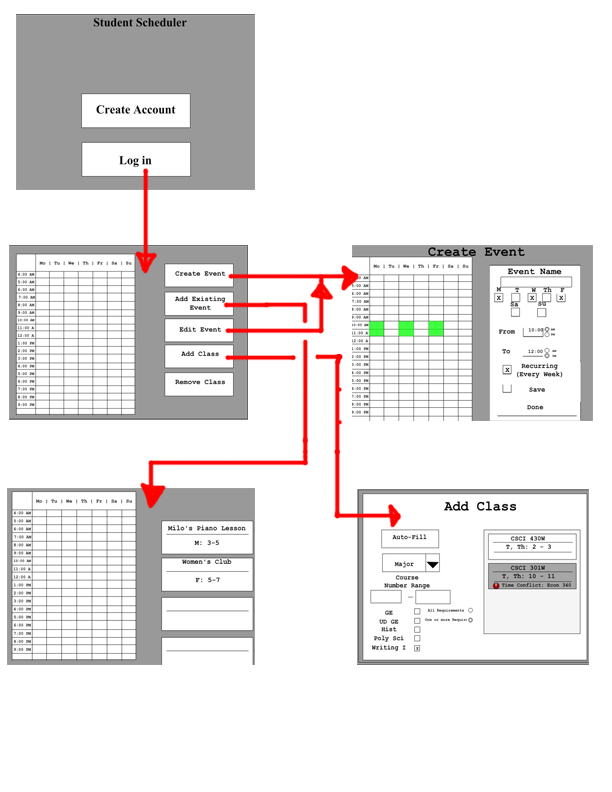 Student Scheduler
Create Account
Log in
Mo | Tu | We | Th | Fr | Sa | Su
6:00 AM
5:00 AM
6:00 AM
7:00 AM
8:00 AM
9:00 AM
10:00 AM
11:00 A
12:00 A
1:00 PM
2:00 PM
3:00 PM
4:00 PM
5:00 PM
6:00 PM
7:00 PM
8:00 PM
9:00 PM
Create Event
Add Existing
Event
Edit Event
Add Class
Remove Class
Create Event
Mo | Tu | We | Th | Fr | Sa | Su
5:00 AM
6:00 AM
7:00 AM
8:00 AM
9:00 AM
10:00 AM
11:00 A
12:00 A
1:00 PM
2:00 PM
3:00 PM
4:00 PM
5:00 PM
6:00 PM
7:00 PM
8:00 PM
9:00 PM
Event Name
M T W Th F
X X X
Sa Su
From 10:00
To 12:00
X Recurring
(Every Week)
Save
Done
Mo | Tu | We | Th | Fr | Sa | Su
6:00 AM
5:00 AM
6:00 AM
7:00 AM
8:00 AM
9:00 AM
10:00 AM
11:00 A
12:00 A
1:00 PM
2:00 PM
3:00 PM
4:00 PM
5:00 PM
6:00 PM
7:00 PM
8:00 PM
9:00 PM
Milo's Piano Lesson
M: 3-5
Women's Club
F: 5-7
Add Class
Auto-Fill
Major
Course
Number Range
—
GE
UD GE
Hist
Poly Sci
Writing I X
All Requirements
One or more Requir
CSCI 430W
T, Th: 2 - 3
CSCI 301W
T, Th: 10 - 11
! Time Conflict: Econ 340